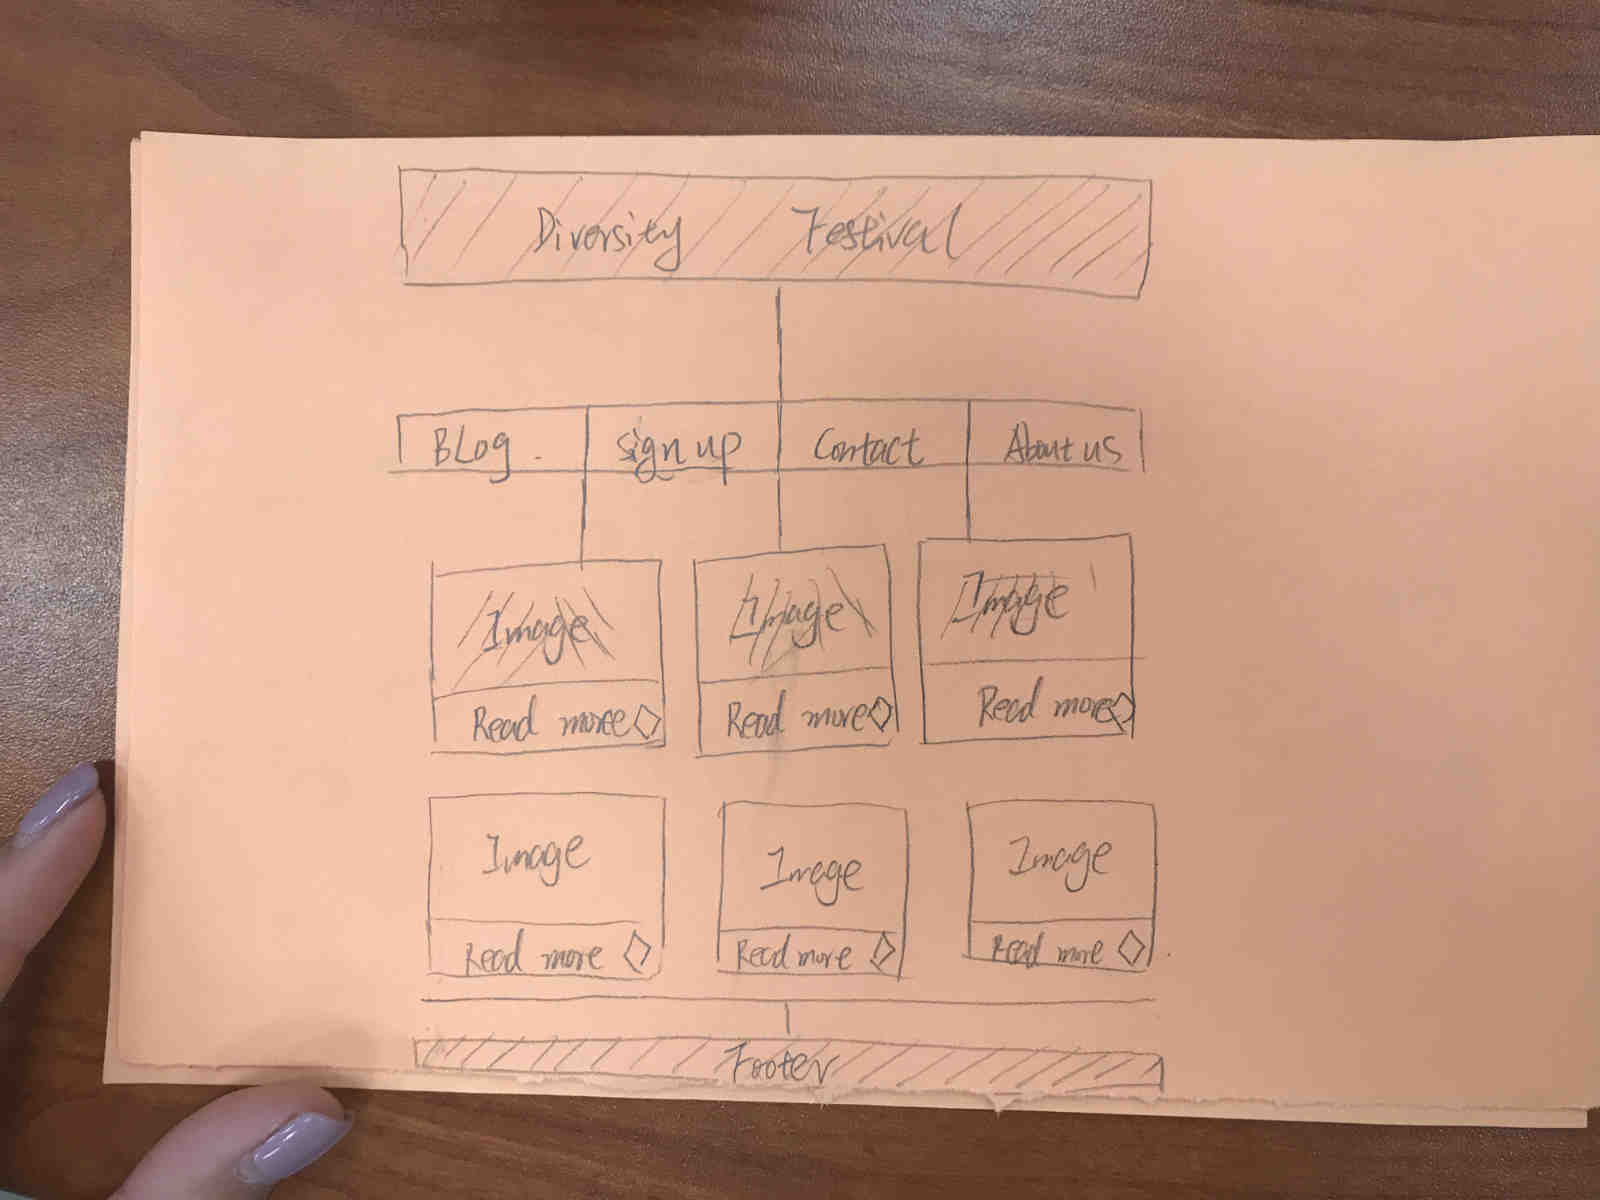 Diversity Festival
Blog. Sign up Contact About us
Image Image Image
Read more Read more Read more
Image Image Image
Read more Read more Read more
Footer